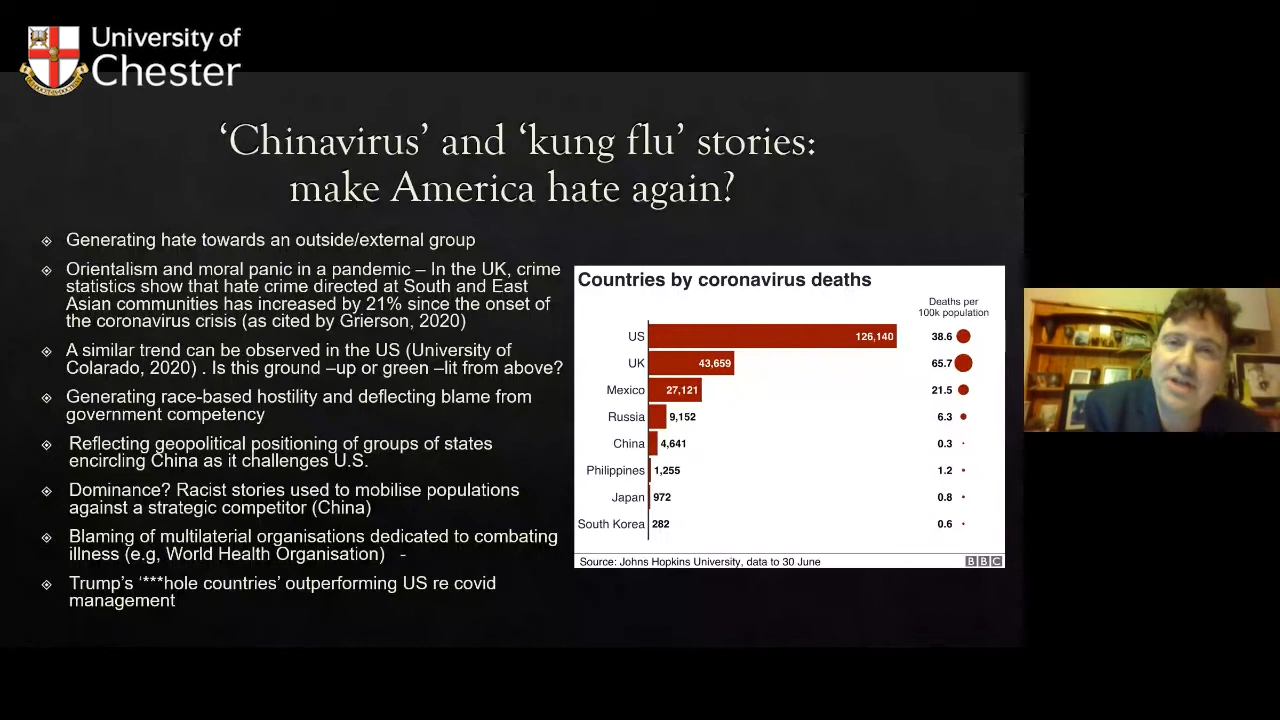 University of
Chester
‘Chinavirus’ and ‘kung flu’ stories:
make America hate again?
Generating hate towards an outside/external group
Orientalism and moral panic in a pandemic – In the UK, crime
statistics show that hate crime directed at South and East
Asian communities has increased by 21% since the onset of
the coronavirus crisis (as cited by Grierson, 2020)
A similar trend can be observed in the US (University of
Colarado, 2020) . Is this ground –up or green –lit from above?
Generating race-based hostility and deflecting blame from
government competency
Reflecting geopolitical positioning of groups of states
encircling China as it challenges U.S.
Dominance? Racist stories used to mobilise populations
against a strategic competitor (China)
Blaming of multilaterial organisations dedicated to combating
illness (e.g, World Health Organisation) -
Trump's ‘***hole countries’ outperforming US re covid
management
Countries by coronavirus deaths
Deaths per
100k population
US 126,140 38.6
UK 43,659 65.7
Mexico 27,121 21.5
Russia 9,152 6.3
China 4,641 0.3
Philippines 1,255 1.2
Japan 972 0.8
South Korea 282 0.6
Source: Johns Hopkins University, data to 30 June BBC